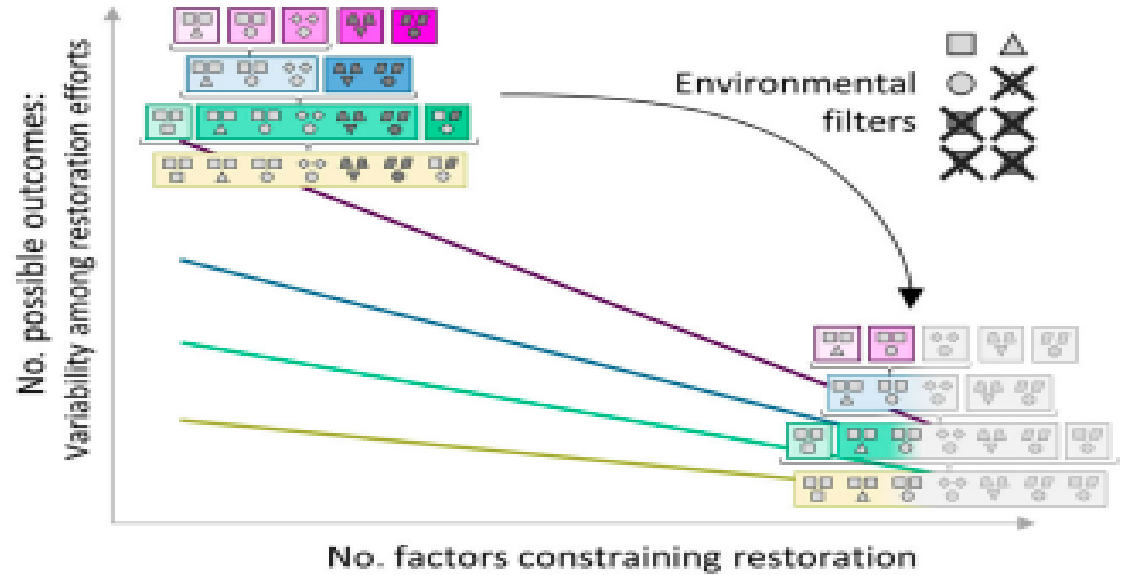 No. possible outcomes:
Variability among restoration efforts
Environmental
filters
No. factors constraining restoration